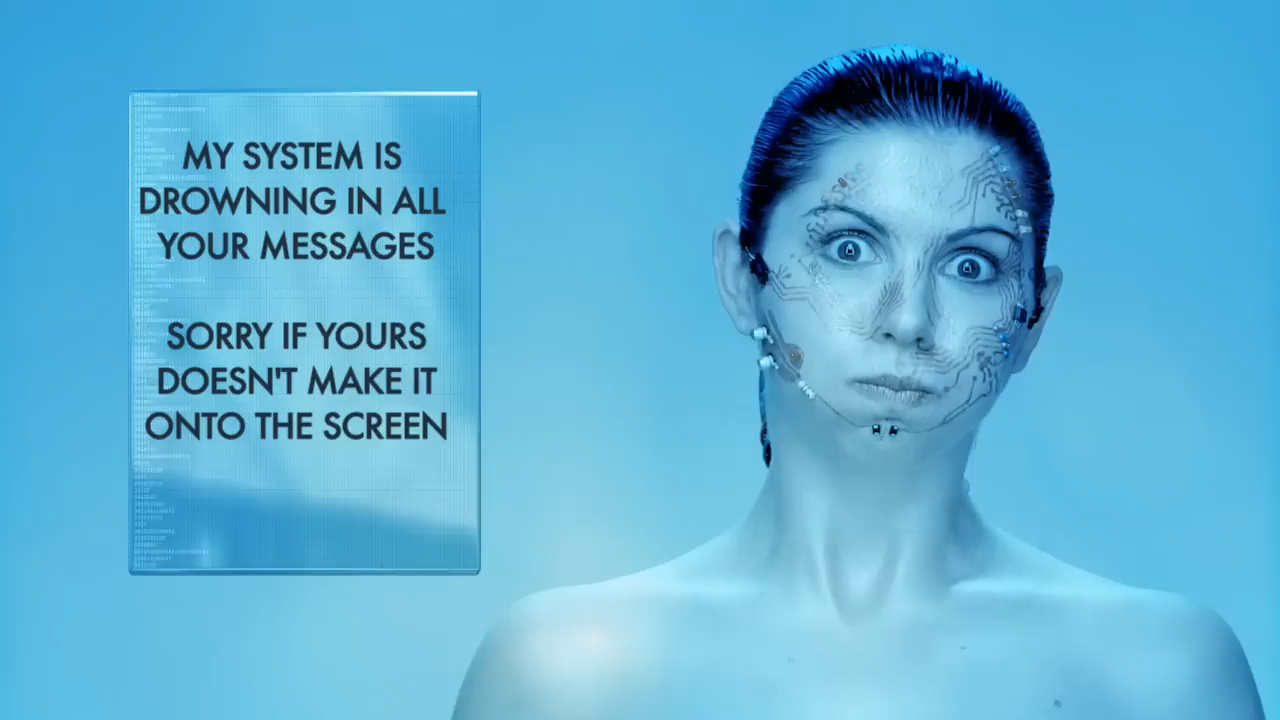 MY SYSTEM IS
DROWNING IN ALL
YOUR MESSAGES
SORRY IF YOURS
DOESN'T MAKE IT
ONTO THE SCREEN